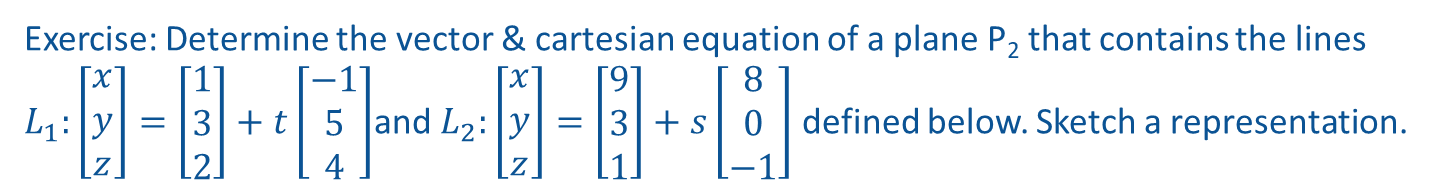 Exercise: Determine the vector & cartesian equation of a plane P₂ that contains the lines
L₁: [x y z] = [1 3 2] + t [−1 5 4] and L₂: [x y z] = [9 3 1] + s [8 0 −1] defined below. Sketch a representation.